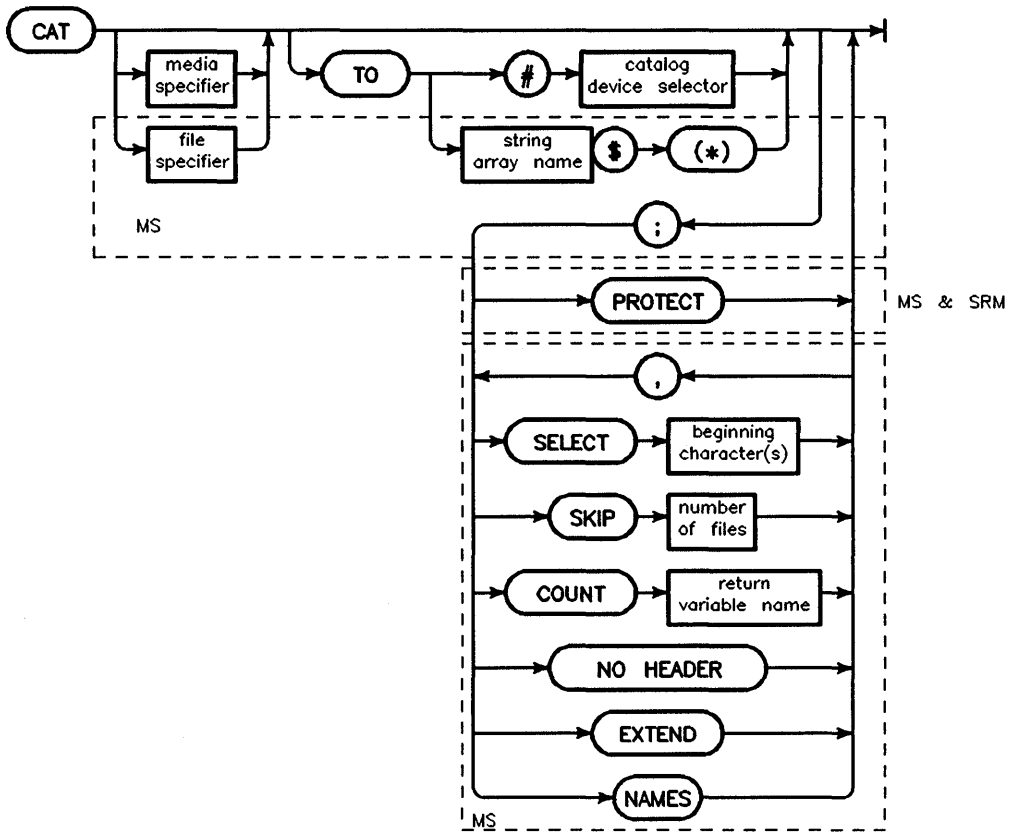 CAT
media
specifier
TO
#
catalog
device selector
file
specifier
string
array name
$
(*)
MS
;
PROTECT
MS & SRM
,
SELECT
beginning
character(s)
SKIP
number
of files
COUNT
return
variable name
NO HEADER
EXTEND
NAMES
MS